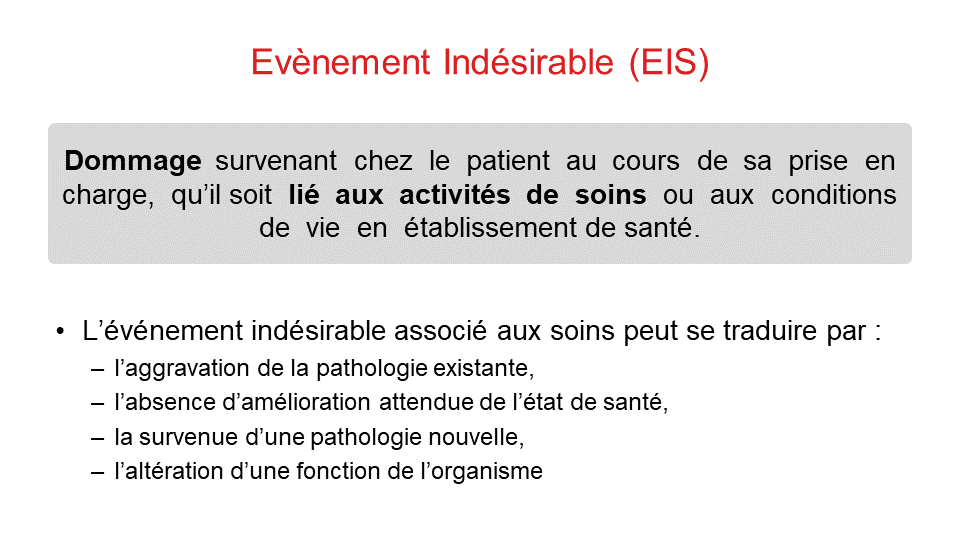 Evènement Indésirable (EIS)
Dommage survenant chez le patient au cours de sa prise en
charge, qu’il soit lié aux activités de soins ou aux conditions
de vie en établissement de santé.
• L’événement indésirable associé aux soins peut se traduire par :
– l’aggravation de la pathologie existante,
– l’absence d’amélioration attendue de l’état de santé,
– la survenue d’une pathologie nouvelle,
– l’altération d’une fonction de l’organisme